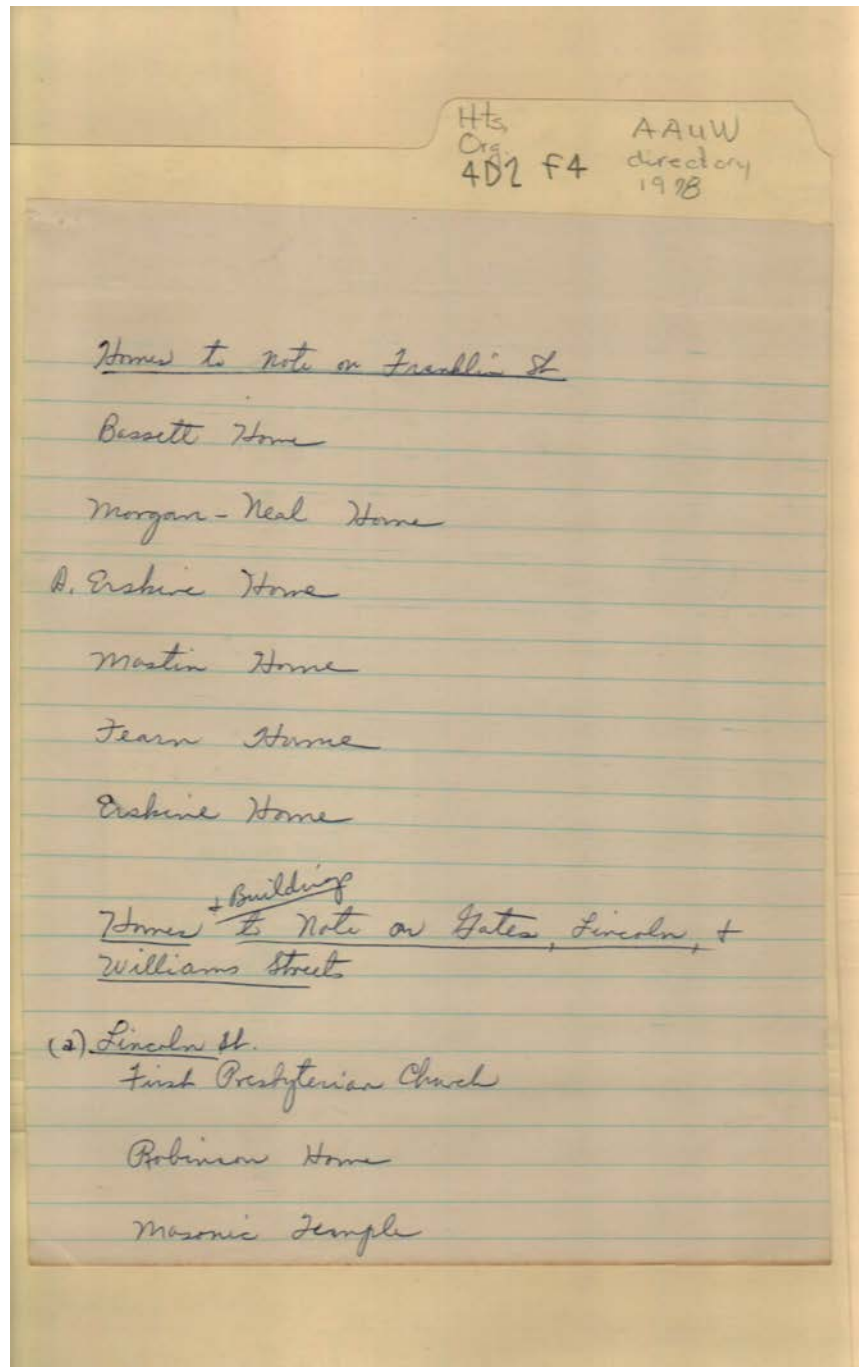 Hts,
Org.
4D2 F4
AAUW
directory
1978
Homes to note on Franklin St
Bassett Home
Morgan-Neal Home
A. Erskine Home
Mastin Home
Fearn Home
Erskine Home
+ Buildings
Homes to Note on Gates, Lincoln, +
Williams Streets
(a) Lincoln St.
First Presbyterian Church
Robinson Home
Masonic Temple